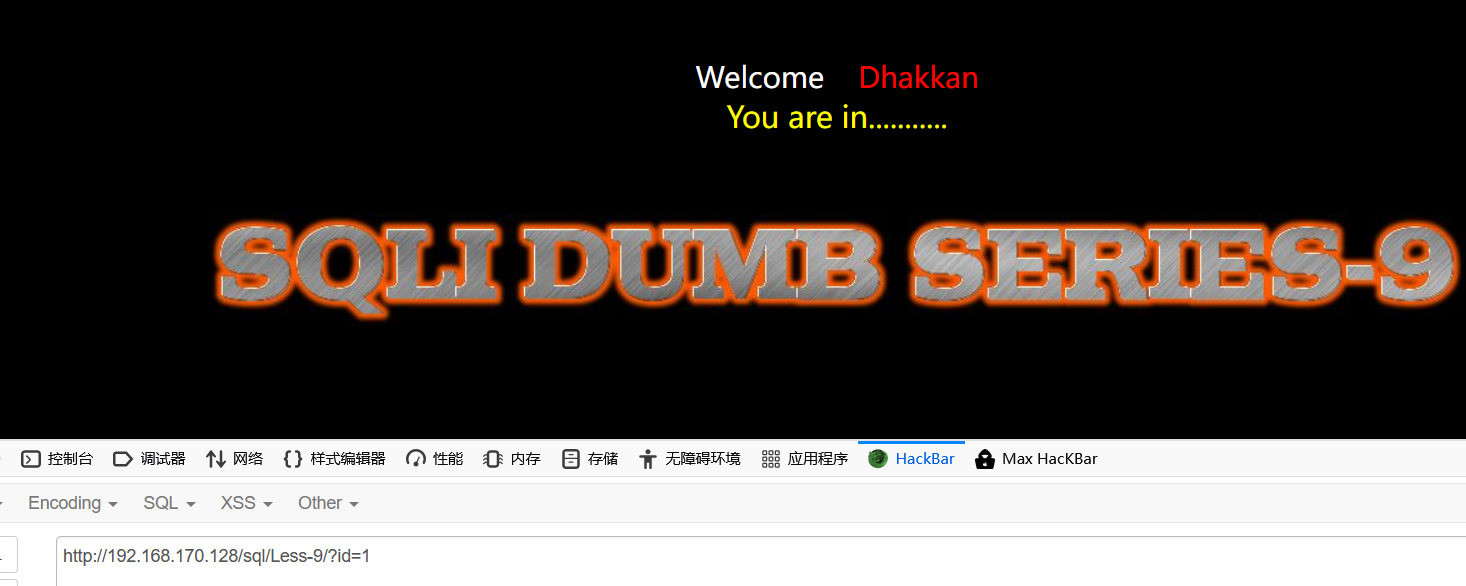 Welcome Dhakkan
You are in...........
SQLI DUMB SERIES-9
控制台 调试器 网络 样式编辑器 性能 内存 存储 无障碍环境 应用程序 HackBar Max HacKBar
Encoding SQL XSS Other
http://192.168.170.128/sql/Less-9/?id=1